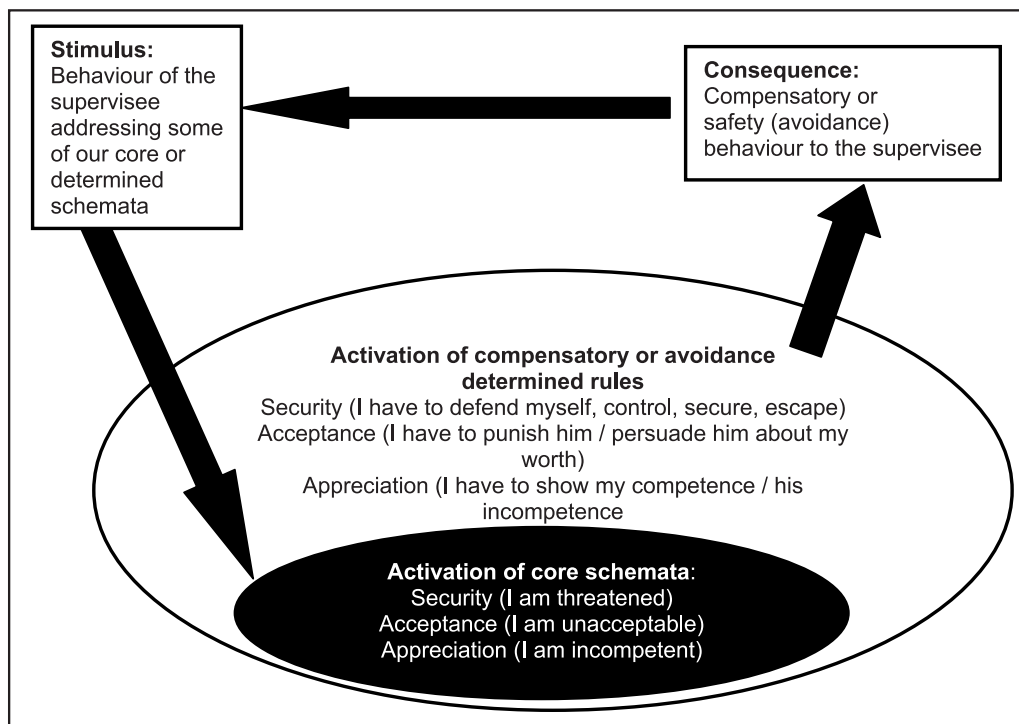 Stimulus:
Behaviour of the
supervisee
addressing some
of our core or
determined
schemata
Consequence:
Compensatory or
safety (avoidance)
behaviour to the supervisee
Activation of compensatory or avoidance
determined rules
Security (I have to defend myself, control, secure, escape)
Acceptance (I have to punish him / persuade him about my
worth)
Appreciation (I have to show my competence / his
incompetence
Activation of core schemata:
Security (I am threatened)
Acceptance (I am unacceptable)
Appreciation (I am incompetent)